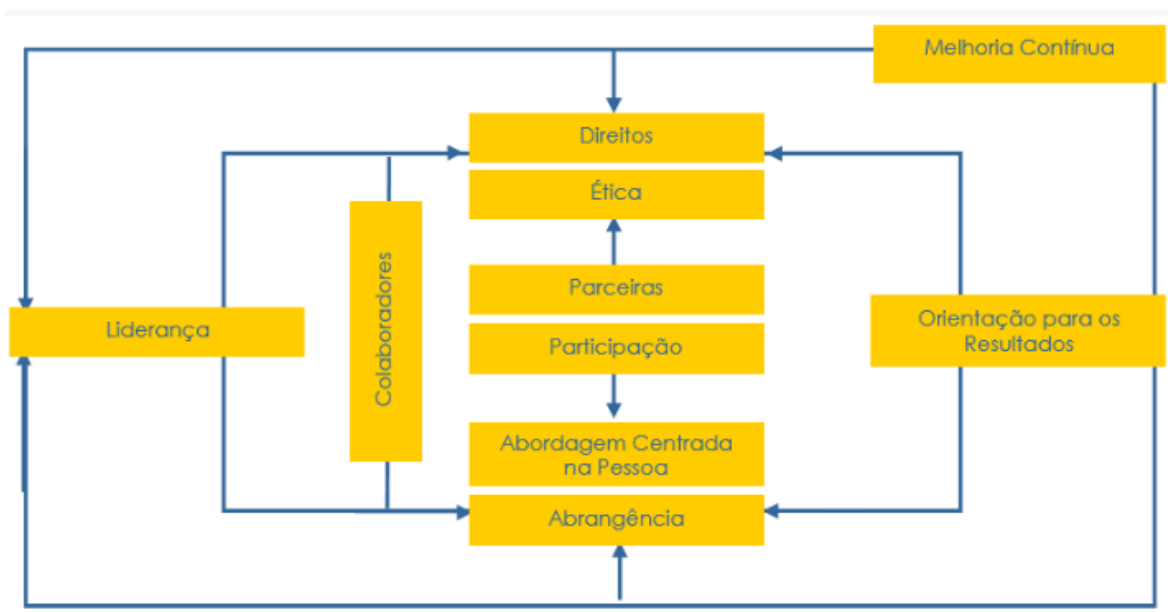 Melhoria Contínua
Direitos
Ética
Colaboradores
Parceiras
Liderança
Participação
Orientação para os
Resultados
Abordagem Centrada
na Pessoa
Abrangência